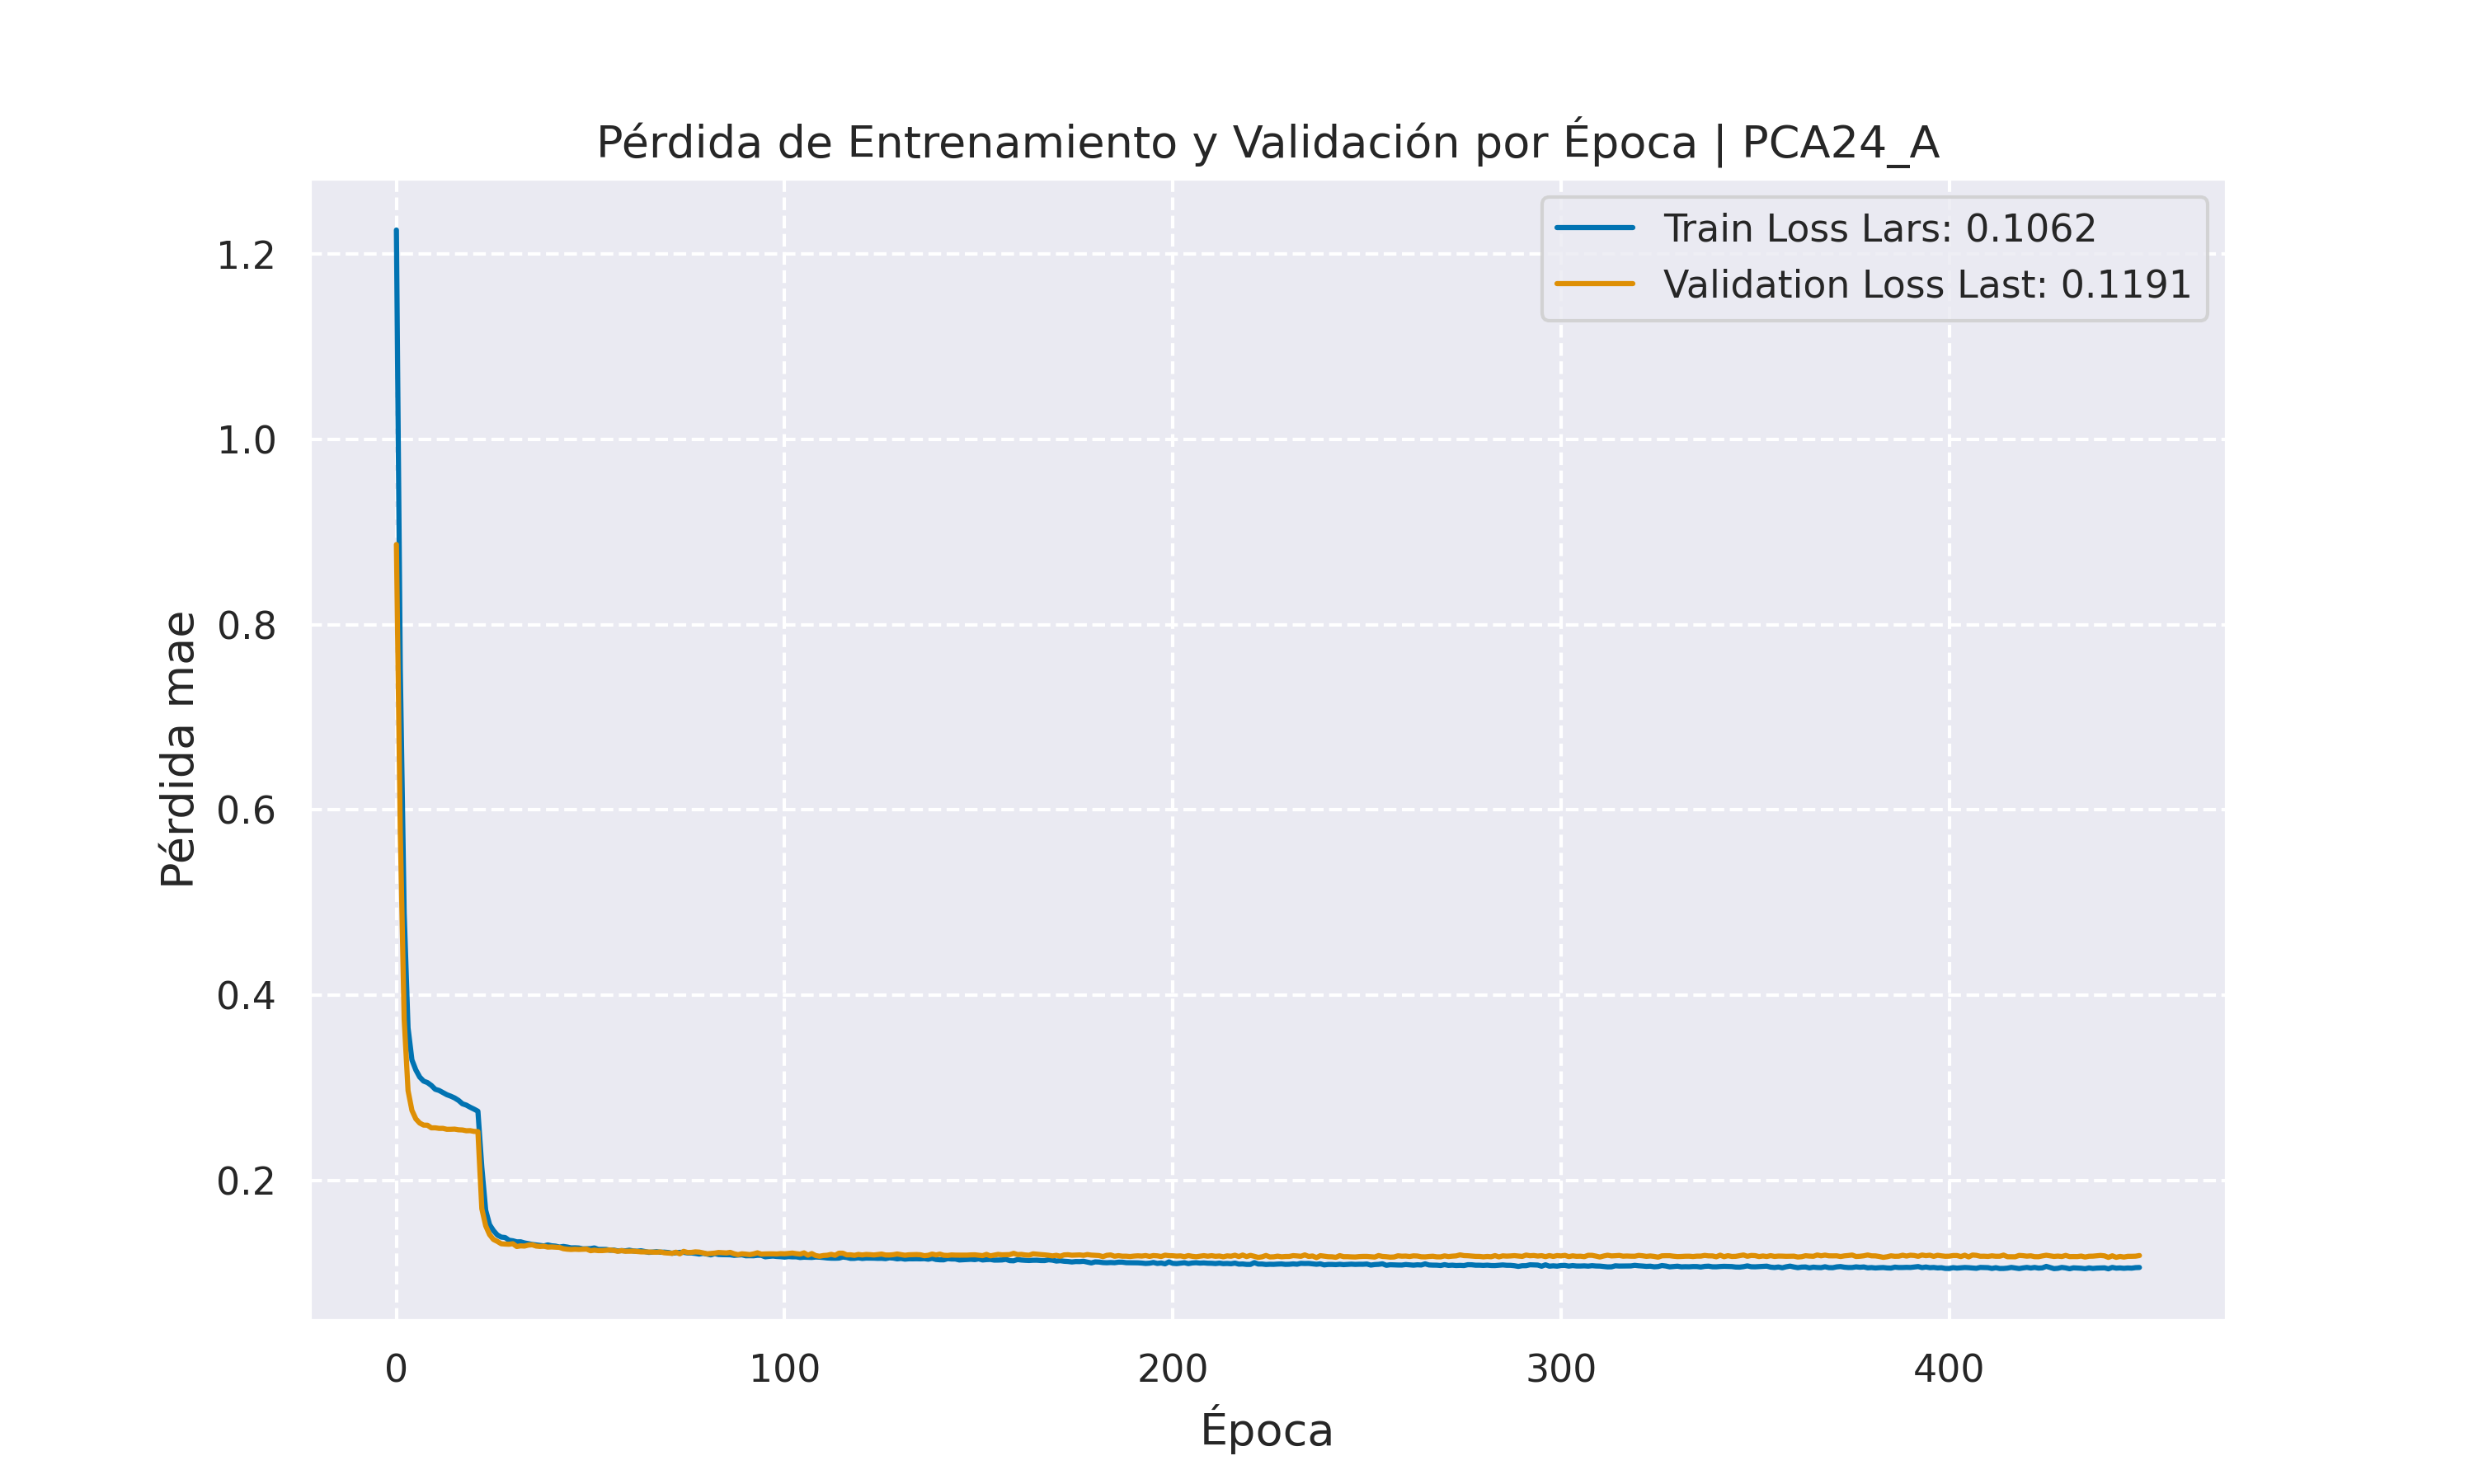 Pérdida de Entrenamiento y Validación por Época | PCA24_A
Train Loss Lars: 0.1062
Validation Loss Last: 0.1191
Pérdida mae
1.2
1.0
0.8
0.6
0.4
0.2
0 100 200 300 400
Época